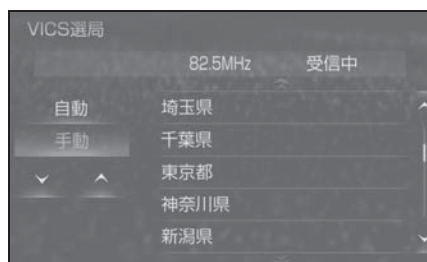 VICS選局
82.5MHz 受信中
自動
手動
埼玉県
千葉県
東京都
神奈川県
新潟県